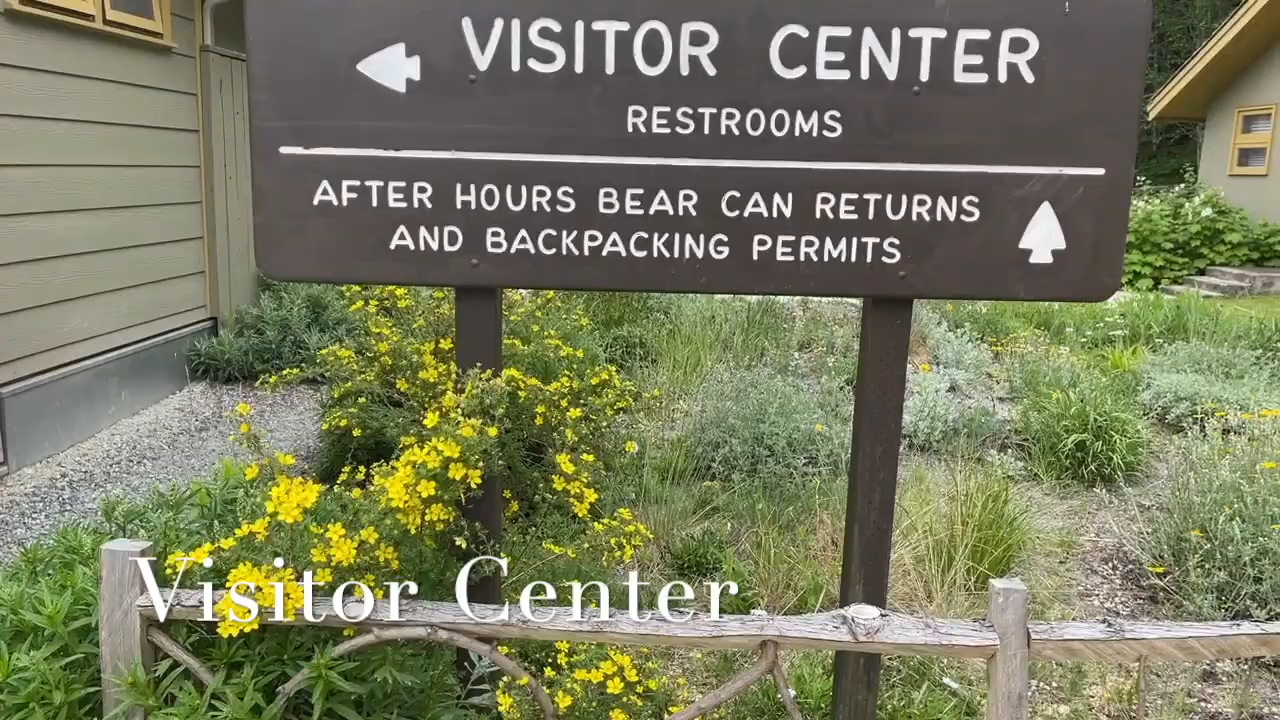 VISITOR CENTER
RESTROOMS
AFTER HOURS BEAR CAN RETURNS
AND BACKPACKING PERMITS
Visitor Center